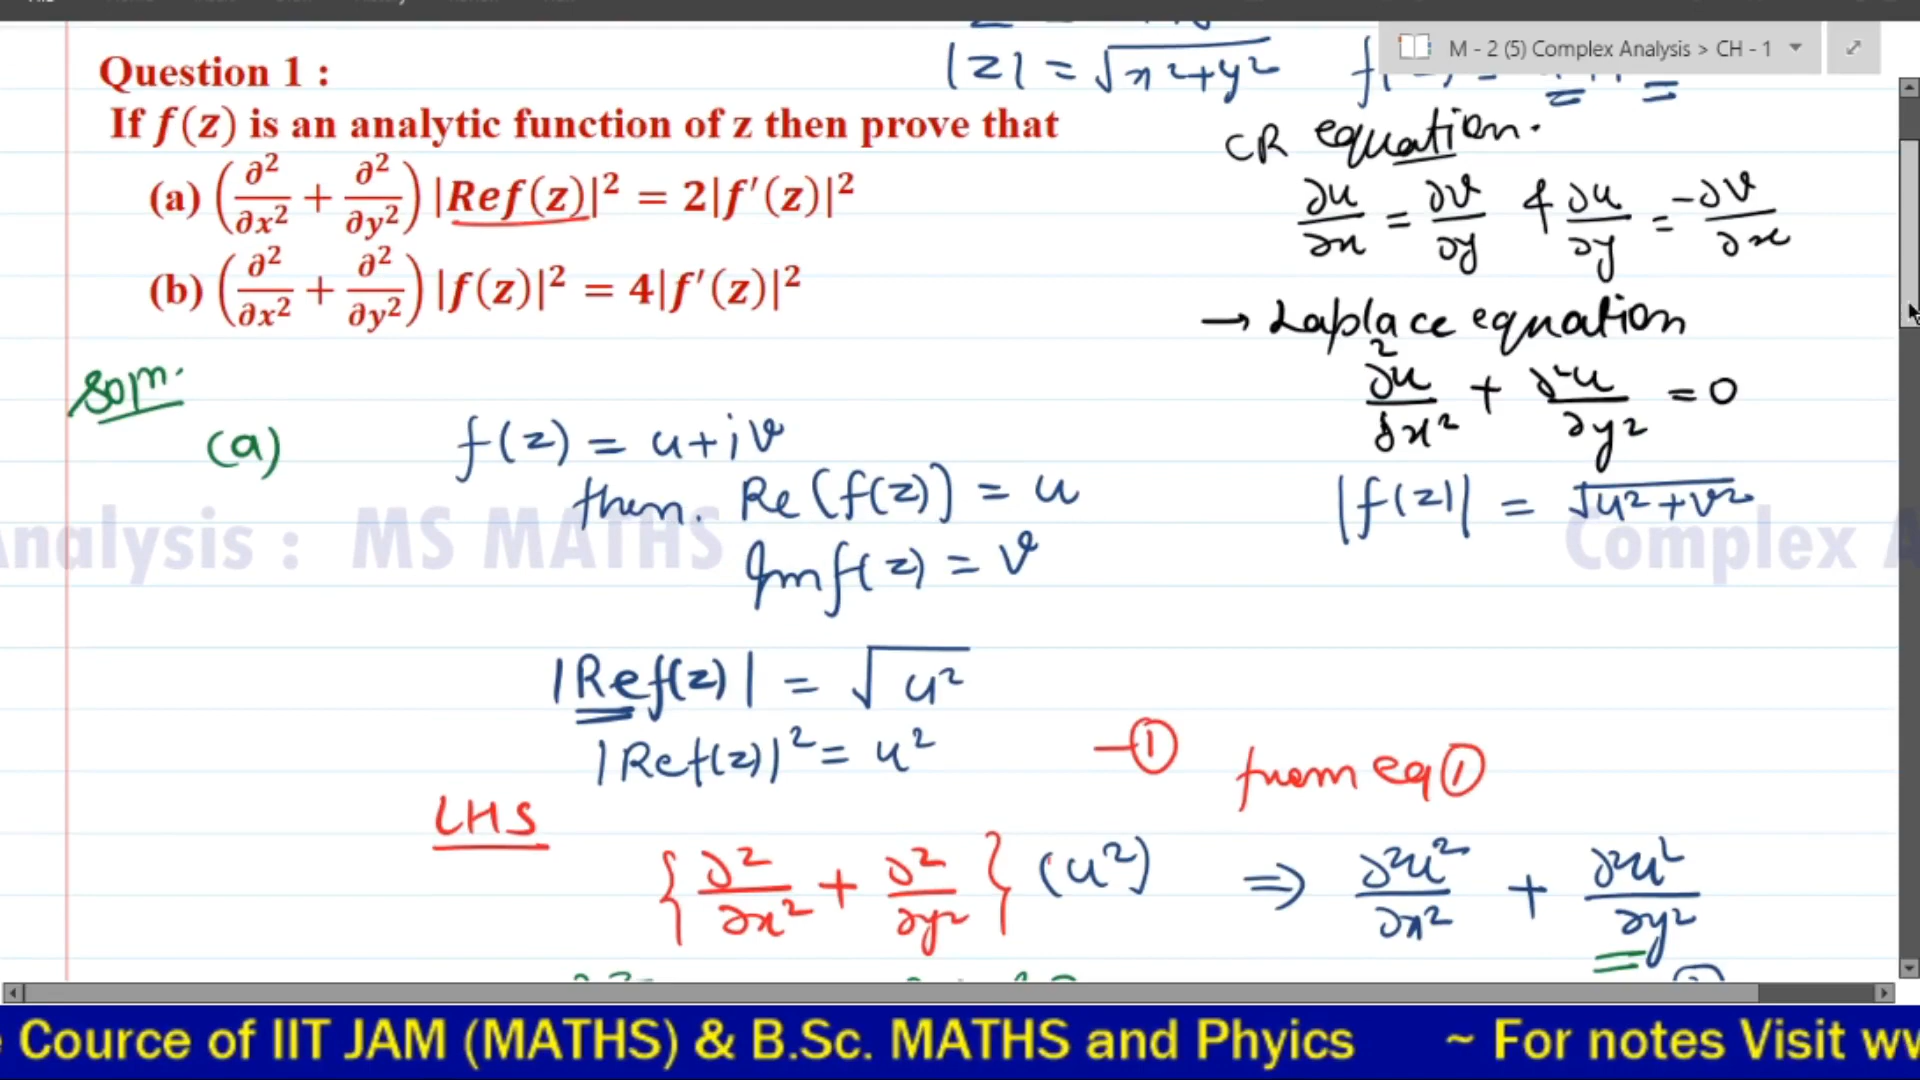 M - 2 (5) Complex Analysis > CH - 1
|z| = √x²+y²
Question 1 :
If f(z) is an analytic function of z then prove that
(a) (∂²/∂x² + ∂²/∂y²) |Ref(z)|² = 2|f′(z)|²
(b) (∂²/∂x² + ∂²/∂y²) |f(z)|² = 4|f′(z)|²
CR equation.
∂u/∂x = ∂v/∂y & ∂u/∂y = -∂v/∂x
→ Laplace equation
∂²u/∂x² + ∂²u/∂y² = 0
|f(z)| = √u²+v²
Soln.
(a) f(z) = u+iv
then. Re(f(z)) = u
Imf(z) = v
nalysis : MS MATHS
Complex A
|Ref(z)| = √u²
|Ref(z)|² = u² —①
from eq ①
LHS
{∂²/∂x² + ∂²/∂y²} (u²) ⇒ ∂²u²/∂x² + ∂²u²/∂y²
e Cource of IIT JAM (MATHS) & B.Sc. MATHS and Phyics ~ For notes Visit ww